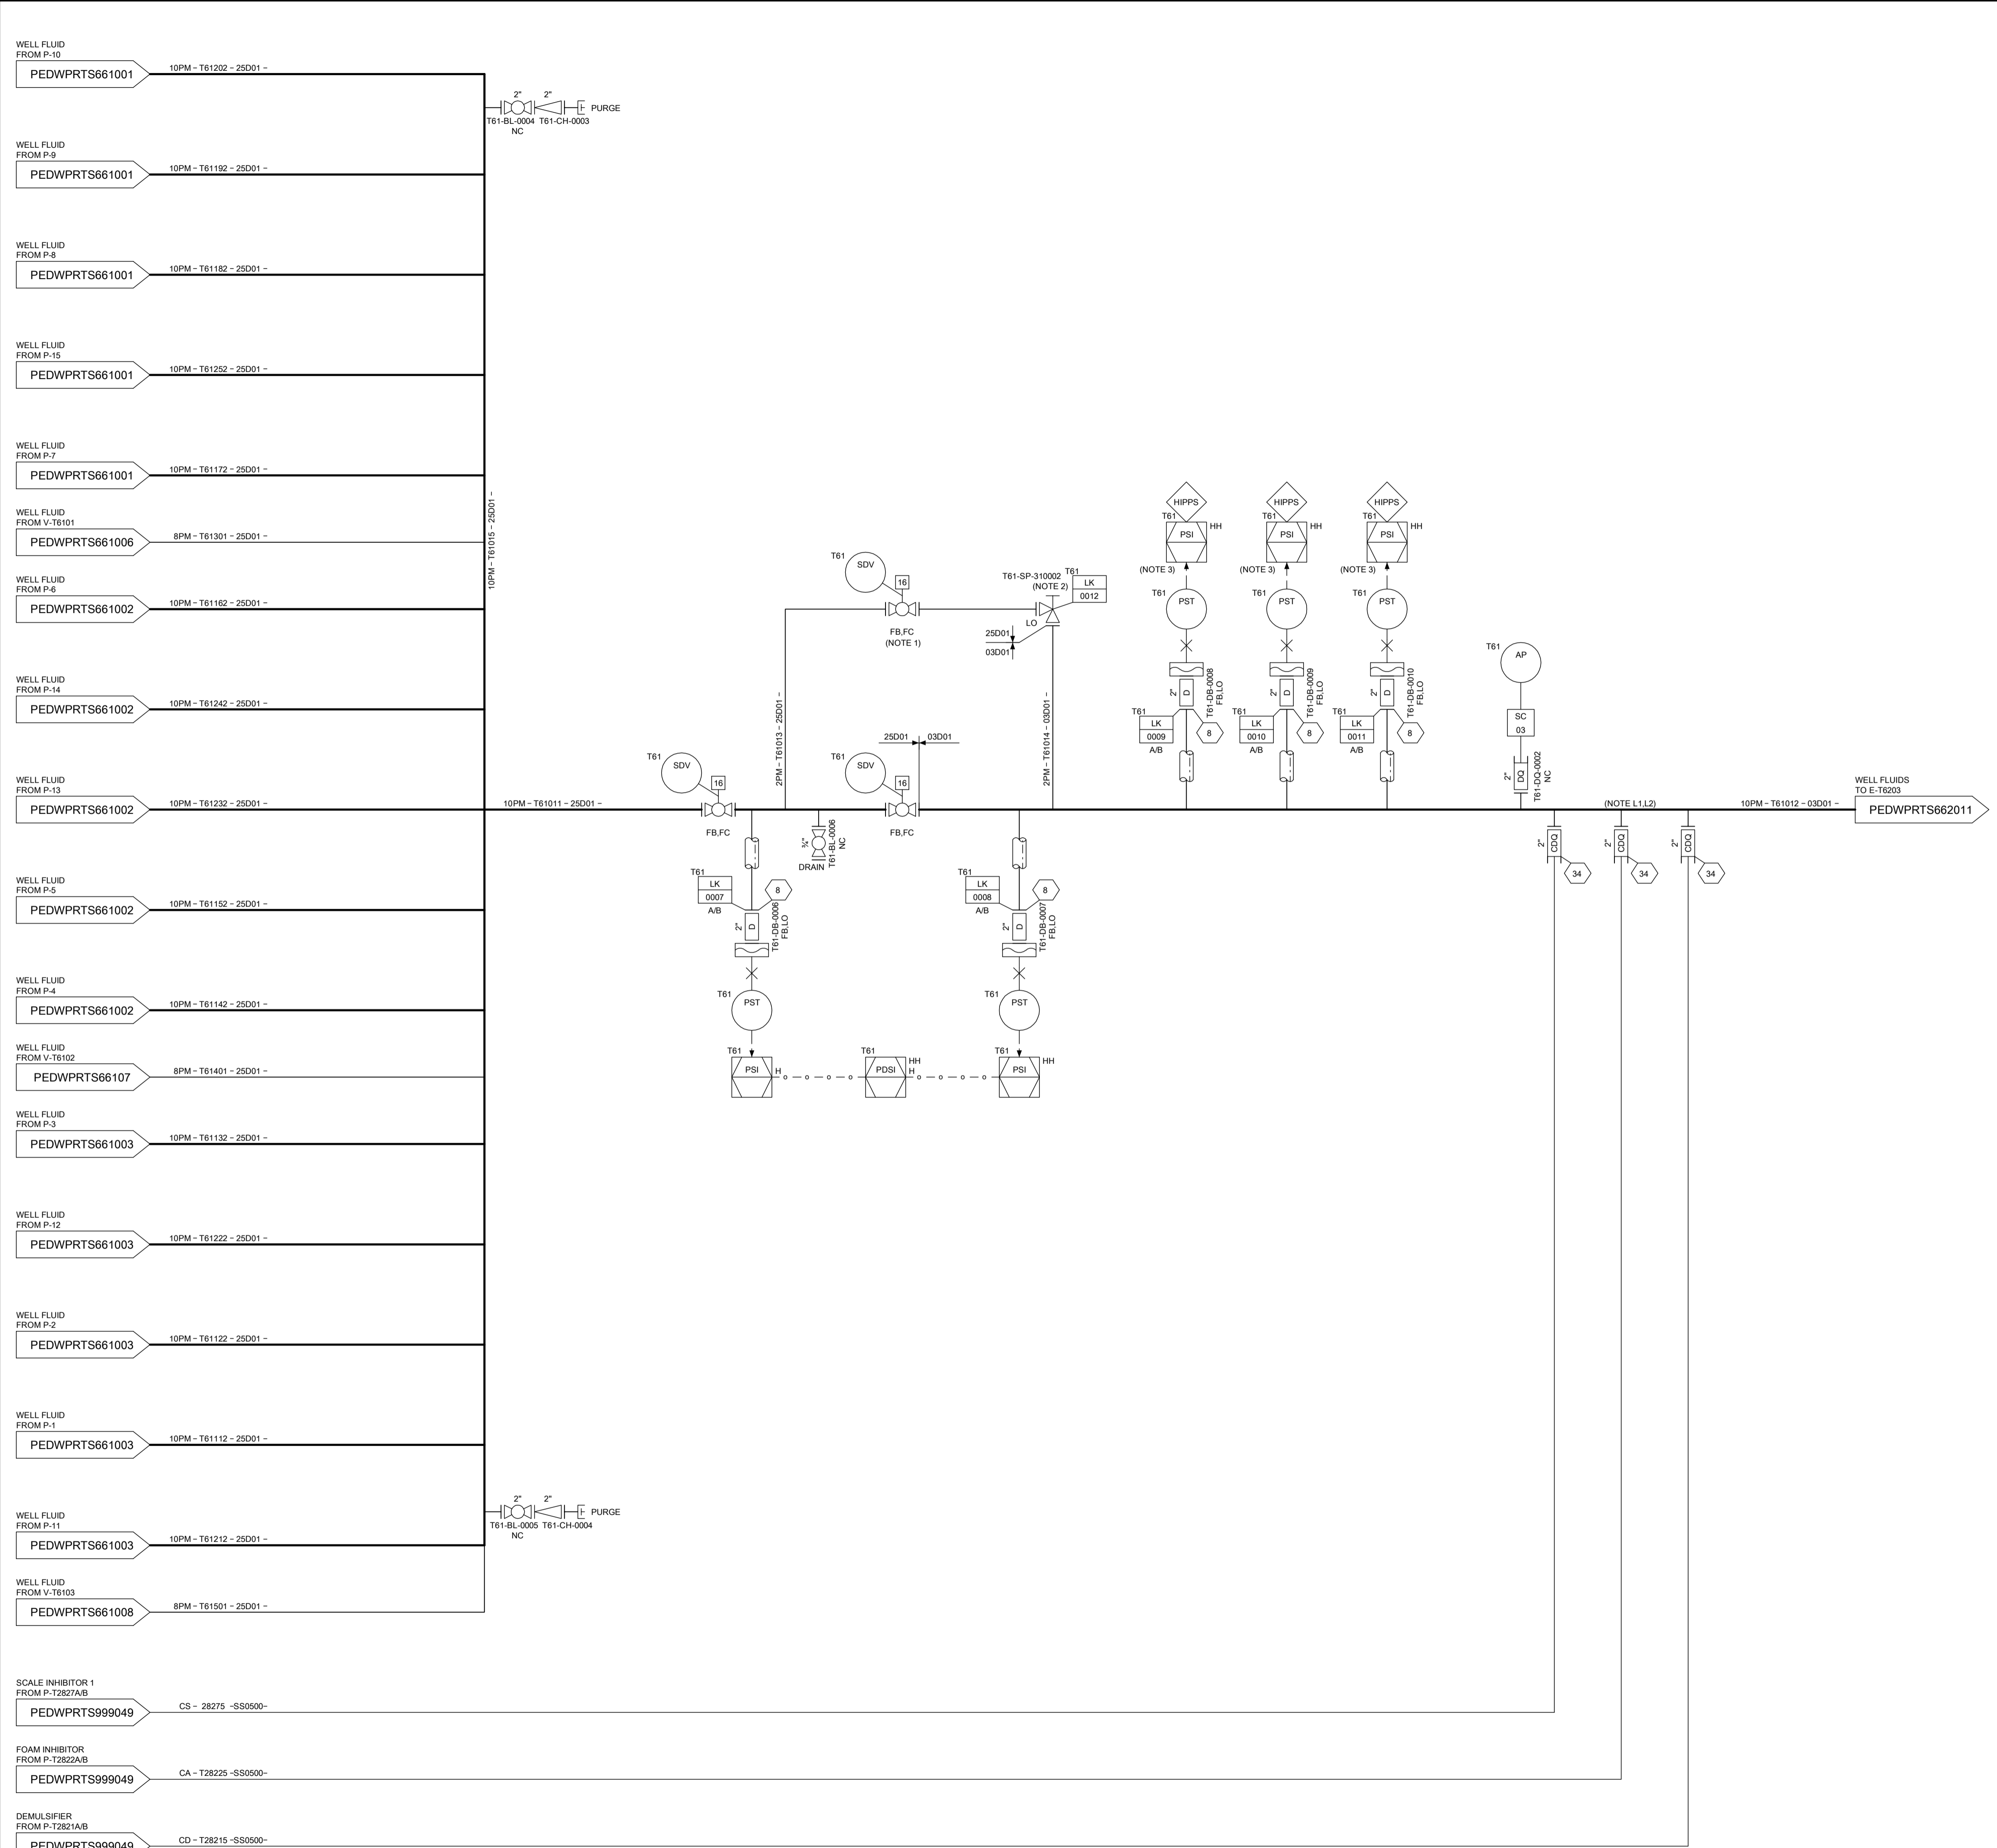 WELL FLUID
FROM P-10
PEDWPRTS661001
10PM – T61202 – 25D01 –
2"
2"
PURGE
T61-BL-0004
T61-CH-0003
NC
WELL FLUID
FROM P-9
PEDWPRTS661001
10PM – T61192 – 25D01 –
WELL FLUID
FROM P-8
PEDWPRTS661001
10PM – T61182 – 25D01 –
WELL FLUID
FROM P-15
PEDWPRTS661001
10PM – T61252 – 25D01 –
WELL FLUID
FROM P-7
PEDWPRTS661001
10PM – T61172 – 25D01 –
WELL FLUID
FROM V-T6101
PEDWPRTS661006
8PM – T61301 – 25D01 –
WELL FLUID
FROM P-6
PEDWPRTS661002
10PM – T61162 – 25D01 –
WELL FLUID
FROM P-14
PEDWPRTS661002
10PM – T61242 – 25D01 –
WELL FLUID
FROM P-13
PEDWPRTS661002
10PM – T61232 – 25D01 –
WELL FLUID
FROM P-5
PEDWPRTS661002
10PM – T61152 – 25D01 –
WELL FLUID
FROM P-4
PEDWPRTS661002
10PM – T61142 – 25D01 –
WELL FLUID
FROM V-T6102
PEDWPRTS66107
8PM – T61401 – 25D01 –
WELL FLUID
FROM P-3
PEDWPRTS661003
10PM – T61132 – 25D01 –
WELL FLUID
FROM P-12
PEDWPRTS661003
10PM – T61222 – 25D01 –
WELL FLUID
FROM P-2
PEDWPRTS661003
10PM – T61122 – 25D01 –
WELL FLUID
FROM P-1
PEDWPRTS661003
10PM – T61112 – 25D01 –
WELL FLUID
FROM P-11
PEDWPRTS661003
10PM – T61212 – 25D01 –
2"
2"
PURGE
T61-BL-0005
T61-CH-0004
NC
WELL FLUID
FROM V-T6103
PEDWPRTS661008
8PM – T61501 – 25D01 –
SCALE INHIBITOR 1
FROM P-T2827A/B
PEDWPRTS999049
CS – 28275 –SS0500–
FOAM INHIBITOR
FROM P-T2822A/B
PEDWPRTS999049
CA – T28225 –SS0500–
DEMULSIFIER
FROM P-T2821A/B
PEDWPRTS999049
CD – T28215 –SS0500–
10PM – T61015 – 25D01 –
10PM – T61011 – 25D01 –
T61
SDV
16
FB,FC
2PM – T61013 – 25D01 –
T61
SDV
16
FB,FC
(NOTE 1)
T61-SP-310002
(NOTE 2)
T61
LK
0012
LO
25D01
03D01
2PM – T61014 – 03D01 –
T61
SDV
16
FB,FC
25D01
03D01
¾"
T61-BL-0006
NC
DRAIN
T61
LK
0007
A/B
8
2"
D
T61-DB-0006
FB,LO
T61
PST
T61
PSI
H
T61
PDSI
HH
H
T61
LK
0008
A/B
8
2"
D
T61-DB-0007
FB,LO
T61
PST
T61
PSI
HH
HIPPS
T61
PSI
HH
(NOTE 3)
T61
PST
2"
D
T61-DB-0008
FB,LO
T61
LK
0009
A/B
8
HIPPS
T61
PSI
HH
(NOTE 3)
T61
PST
2"
D
T61-DB-0009
FB,LO
T61
LK
0010
A/B
8
HIPPS
T61
PSI
HH
(NOTE 3)
T61
PST
2"
D
T61-DB-0010
FB,LO
T61
LK
0011
A/B
8
T61
AP
SC
03
2"
DQ
T61-DQ-0002
NC
(NOTE L1,L2)
10PM – T61012 – 03D01 –
WELL FLUIDS
TO E-T6203
PEDWPRTS662011
2"
CDQ
34
2"
CDQ
34
2"
CDQ
34